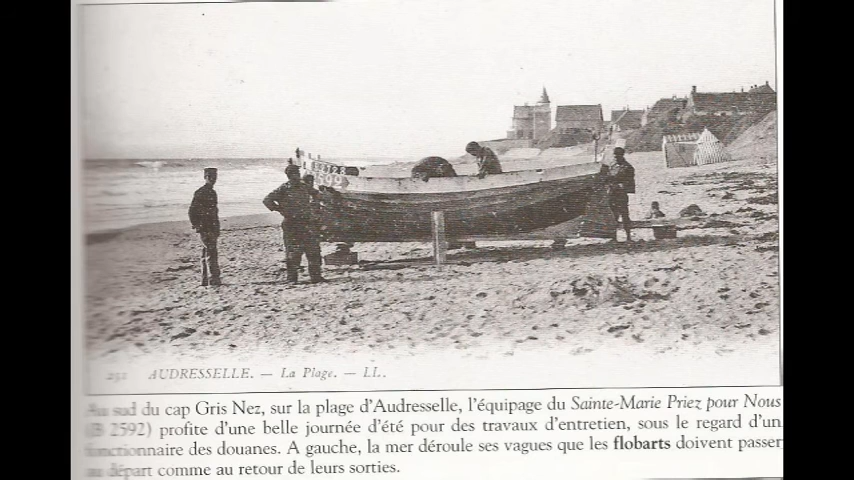 B 2728
2592
231 AUDRESSELLE. — La Plage. — LL.
Au sud du cap Gris Nez, sur la plage d'Audresselle, l'équipage du Sainte-Marie Priez pour Nous
(B 2592) profite d'une belle journée d'été pour des travaux d'entretien, sous le regard d'un
fonctionnaire des douanes. A gauche, la mer déroule ses vagues que les flobarts doivent passer
au départ comme au retour de leurs sorties.